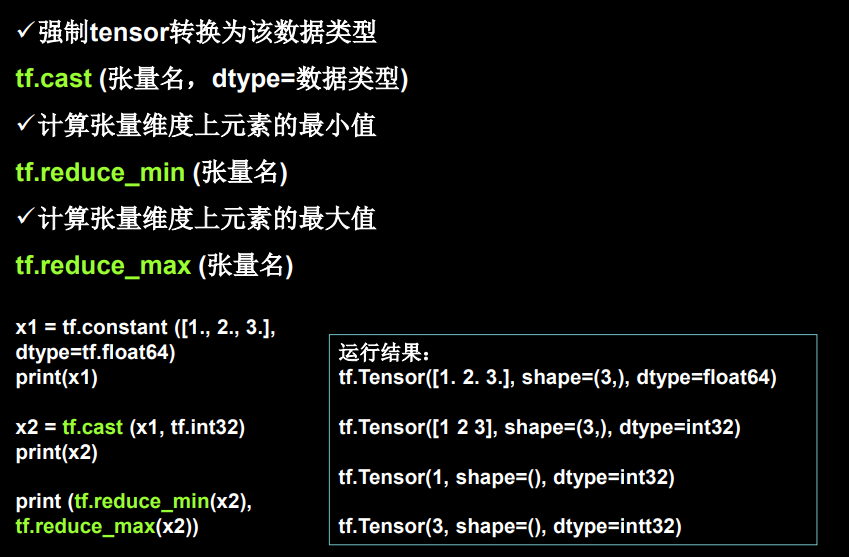 ✓强制tensor转换为该数据类型
tf.cast (张量名，dtype=数据类型)
✓计算张量维度上元素的最小值
tf.reduce_min (张量名)
✓计算张量维度上元素的最大值
tf.reduce_max (张量名)
x1 = tf.constant ([1., 2., 3.],
dtype=tf.float64)
print(x1)
x2 = tf.cast (x1, tf.int32)
print(x2)
print (tf.reduce_min(x2),
tf.reduce_max(x2))
运行结果：
tf.Tensor([1. 2. 3.], shape=(3,), dtype=float64)
tf.Tensor([1 2 3], shape=(3,), dtype=int32)
tf.Tensor(1, shape=(), dtype=int32)
tf.Tensor(3, shape=(), dtype=intt32)